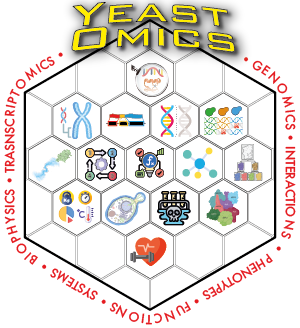 YEAST
OMICS
• GENOMICS • INTERACTIONS • PHENOTYPES • FUNCTIONS • SYSTEMS • BIOPHYSICS • TRASNSCRIPTOMICS •